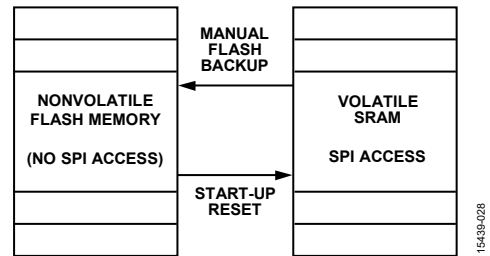 MANUAL
FLASH
BACKUP
NONVOLATILE
FLASH MEMORY
(NO SPI ACCESS)
VOLATILE
SRAM
SPI ACCESS
START-UP
RESET
15439-028